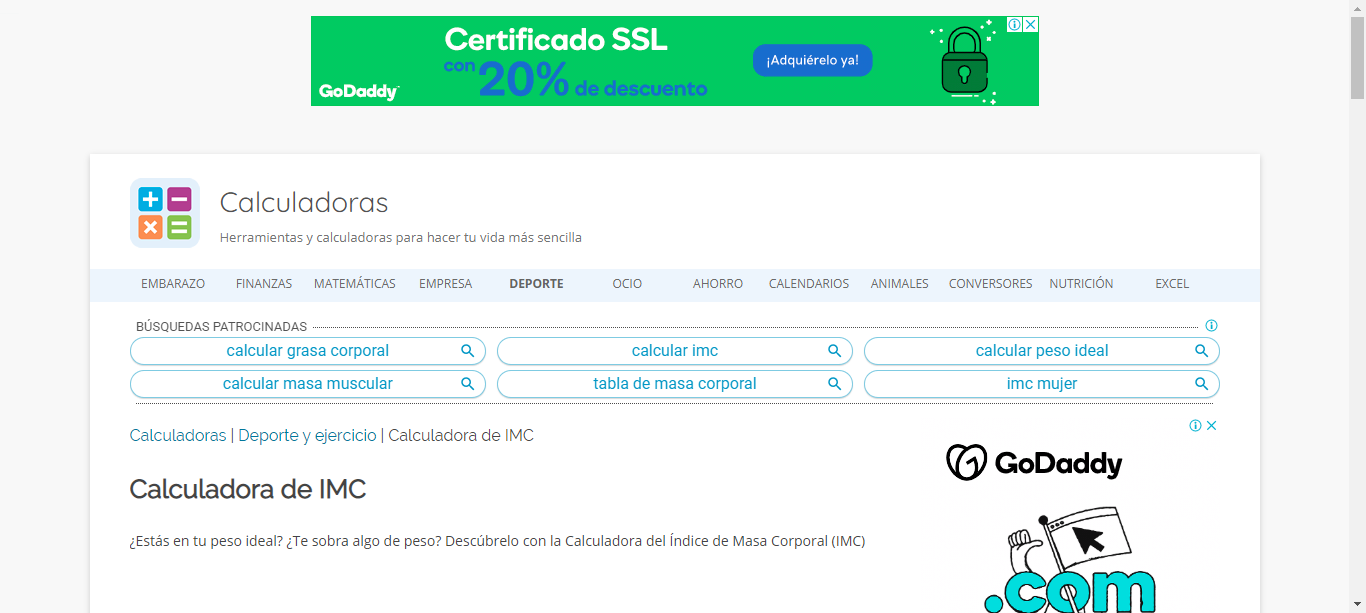 Certificado SSL
con 20% de descuento
GoDaddy
¡Adquiérelo ya!
Calculadoras
Herramientas y calculadoras para hacer tu vida más sencilla
EMBARAZO FINANZAS MATEMÁTICAS EMPRESA DEPORTE OCIO AHORRO CALENDARIOS ANIMALES CONVERSORES NUTRICIÓN EXCEL
BÚSQUEDAS PATROCINADAS
calcular grasa corporal calcular imc calcular peso ideal
calcular masa muscular tabla de masa corporal imc mujer
Calculadoras | Deporte y ejercicio | Calculadora de IMC
GoDaddy
Calculadora de IMC
¿Estás en tu peso ideal? ¿Te sobra algo de peso? Descúbrelo con la Calculadora del Índice de Masa Corporal (IMC)
.com